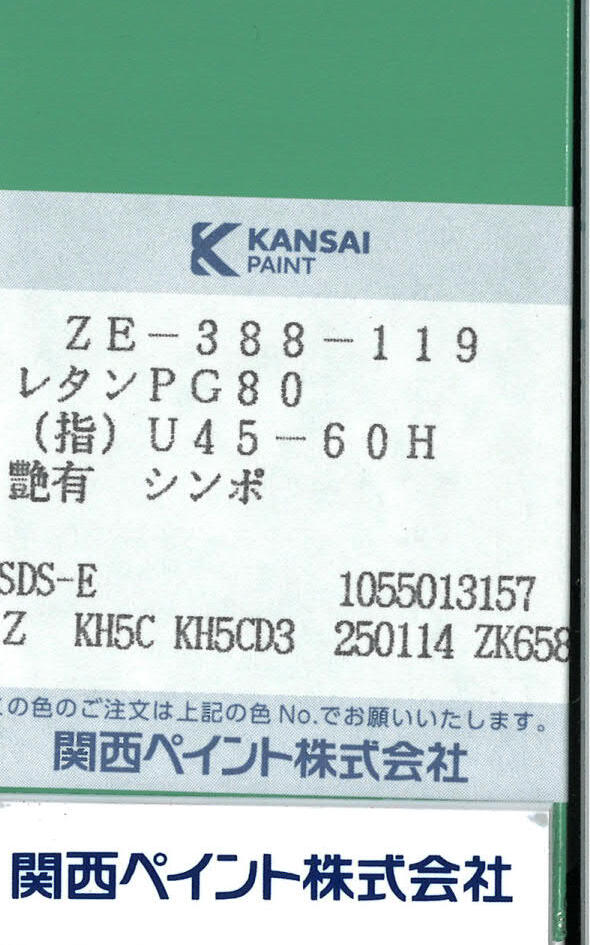 KANSAI
PAINT
ZE-388-119
レタンPG80
(指)U45-60H
艶有 シンポ
SDS-E 1055013157
Z KH5C KH5CD3 250114 ZK658
の色のご注文は上記の色No.でお願いいたします。
関西ペイント株式会社
関西ペイント株式会社